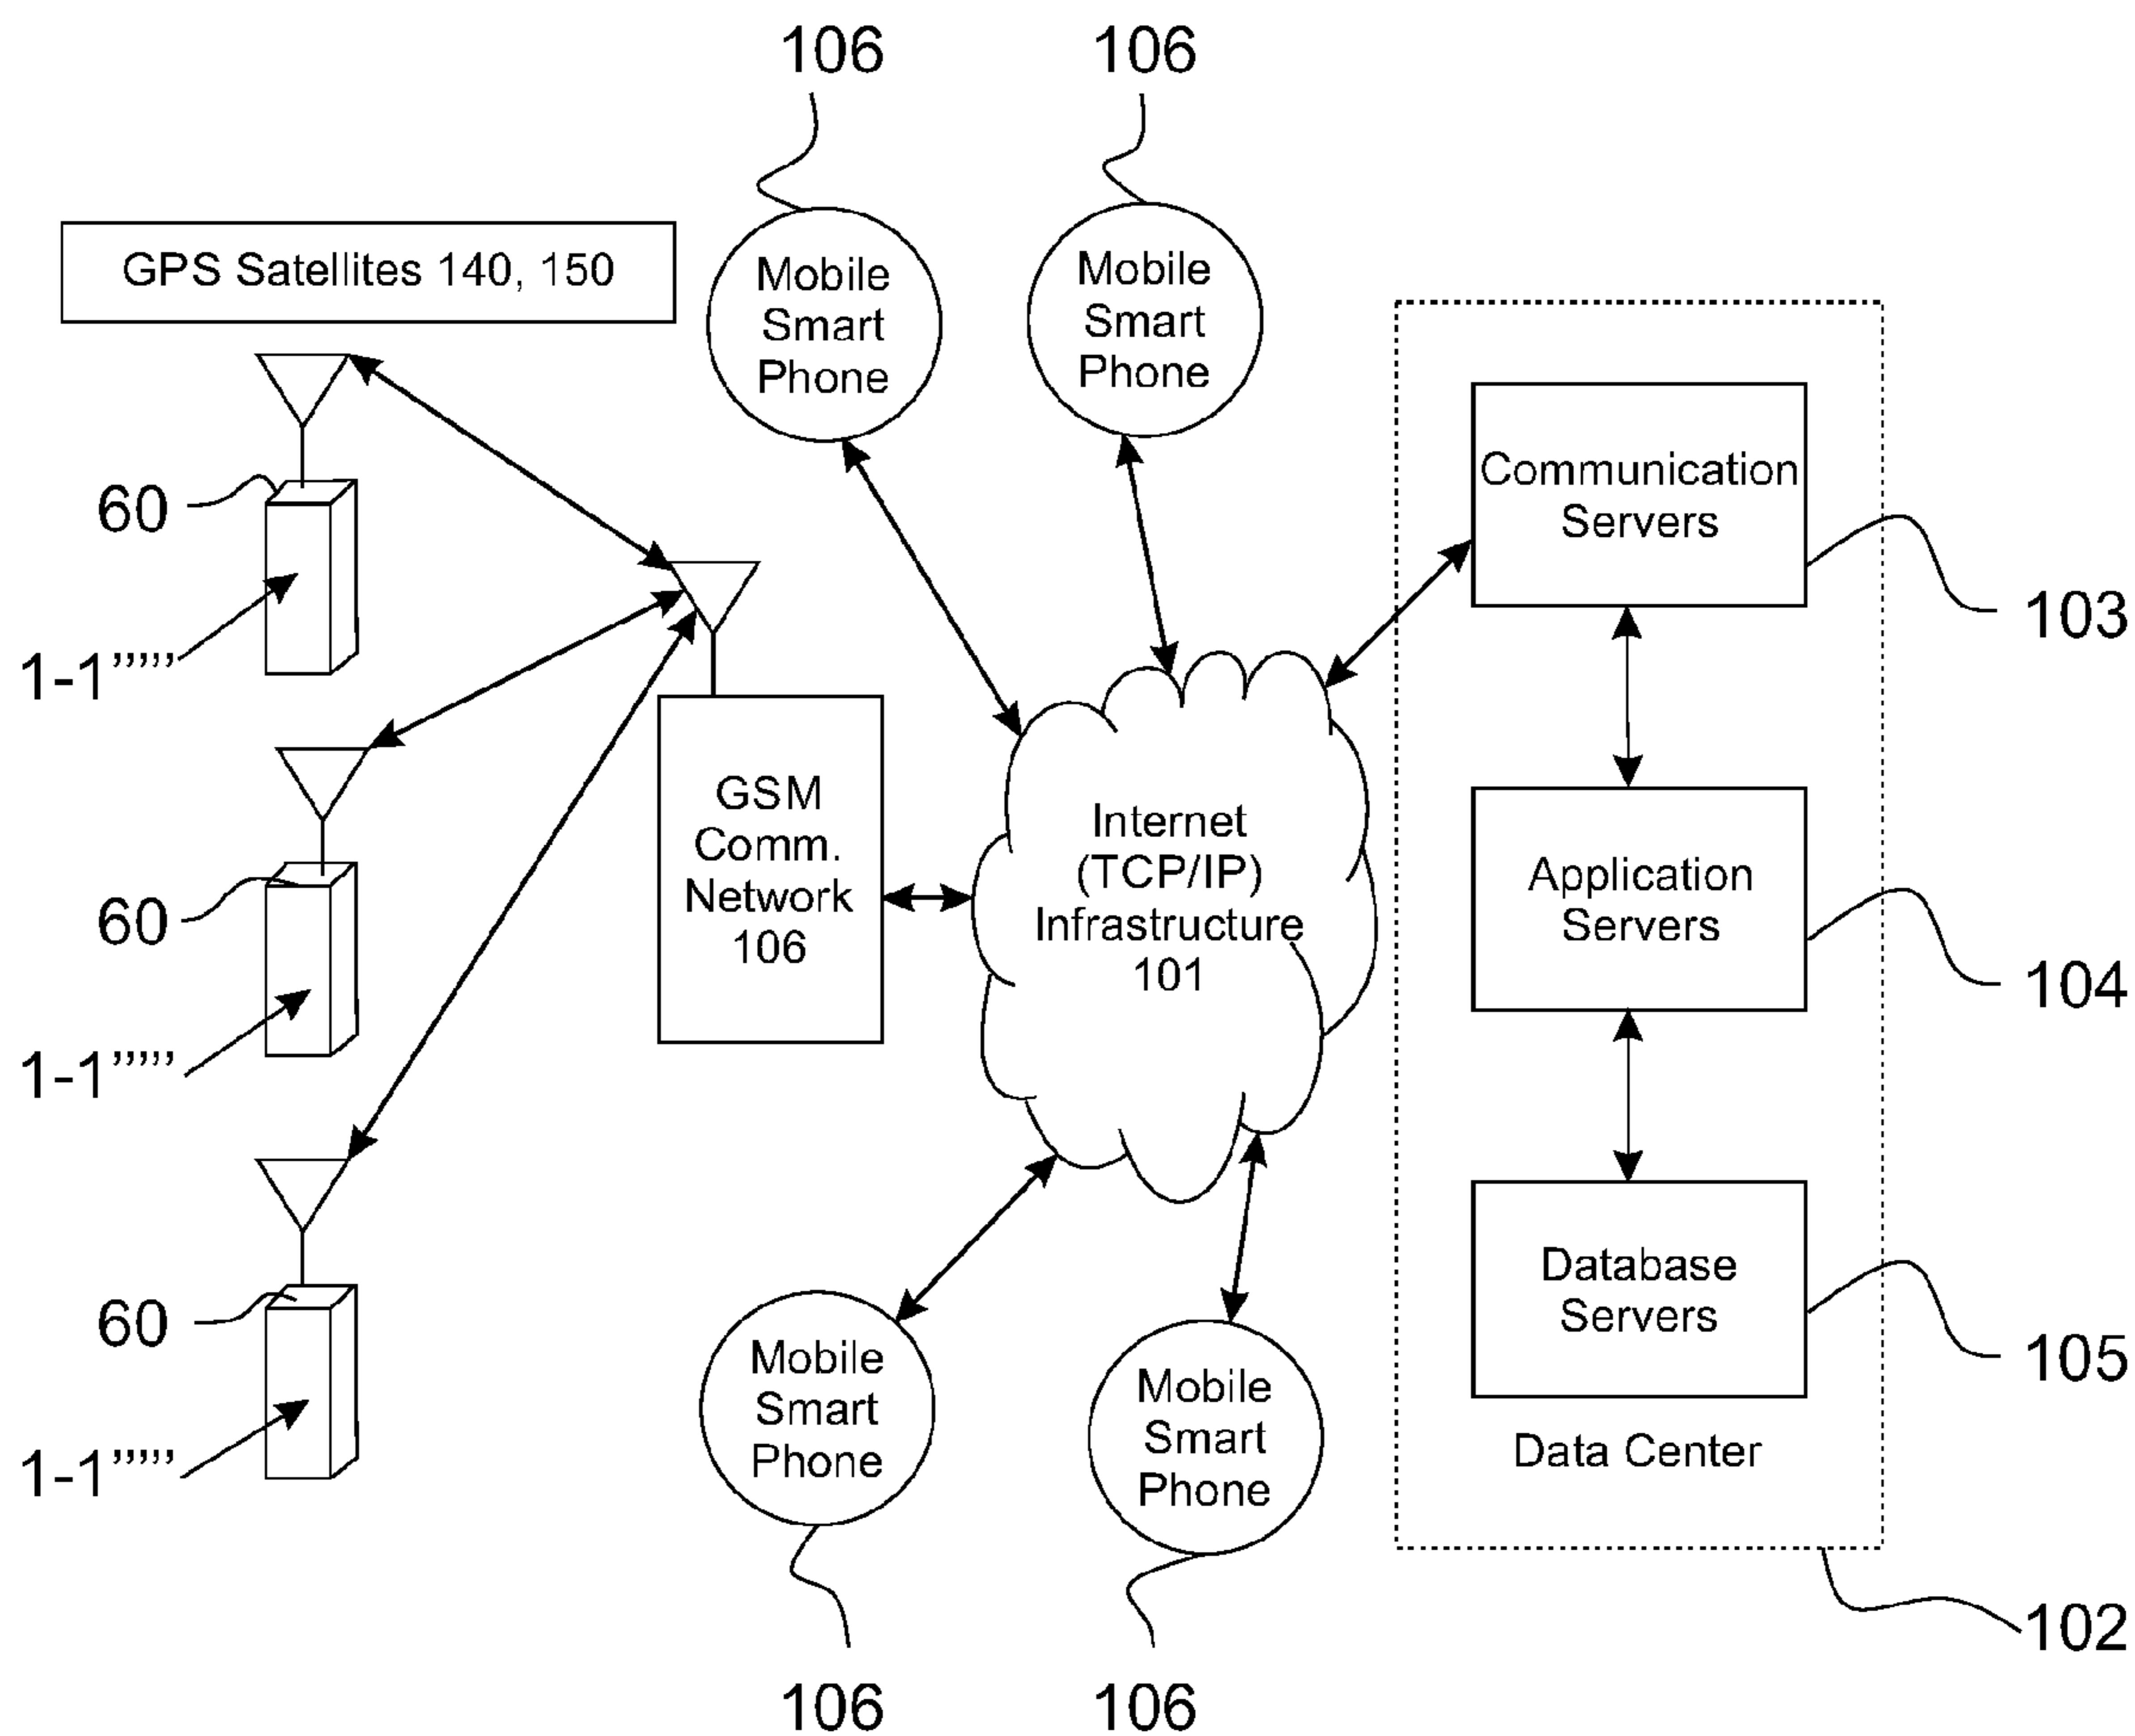 106
106
GPS Satellites 140, 150
Mobile
Smart
Phone
Mobile
Smart
Phone
60
1-1’’’’’
Communication
Servers
103
60
1-1’’’’’
GSM
Comm.
Network
106
Internet
(TCP/IP)
Infrastructure
101
Application
Servers
104
60
1-1’’’’’
Mobile
Smart
Phone
Mobile
Smart
Phone
Database
Servers
105
Data Center
102
106
106